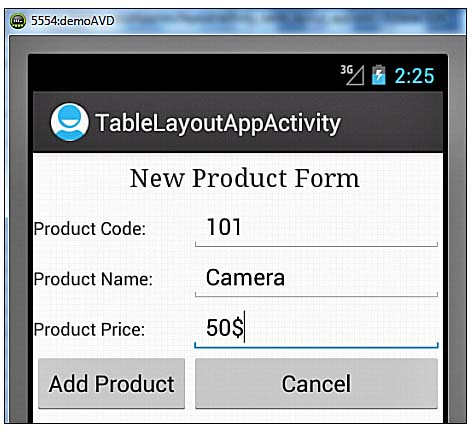 5554:demoAVD
3G 2:25
TableLayoutAppActivity
New Product Form
Product Code: 101
Product Name: Camera
Product Price: 50$
Add Product Cancel